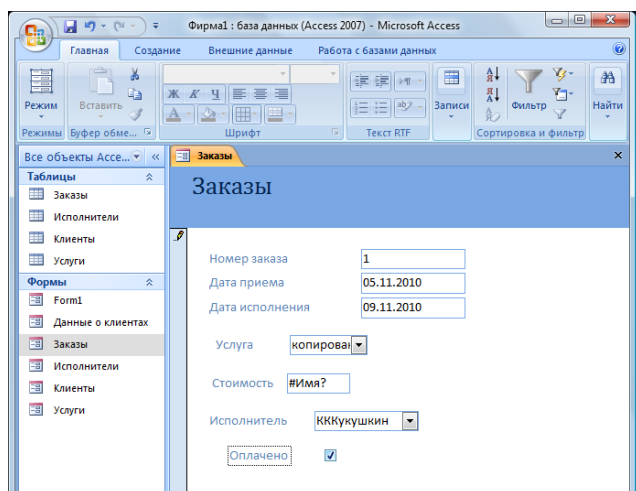 Фирма1 : база данных (Access 2007) - Microsoft Access
Главная Создание Внешние данные Работа с базами данных
Режим Вставить Ж К Ч Записи Фильтр Найти
Режимы Буфер обме... Шрифт Текст RTF Сортировка и фильтр
Все объекты Acce... Заказы
Таблицы
Заказы
Исполнители
Клиенты
Услуги
Формы
Form1
Данные о клиентах
Заказы
Исполнители
Клиенты
Услуги
Заказы
Номер заказа 1
Дата приема 05.11.2010
Дата исполнения 09.11.2010
Услуга копирован
Стоимость #Имя?
Исполнитель КККукушкин
Оплачено